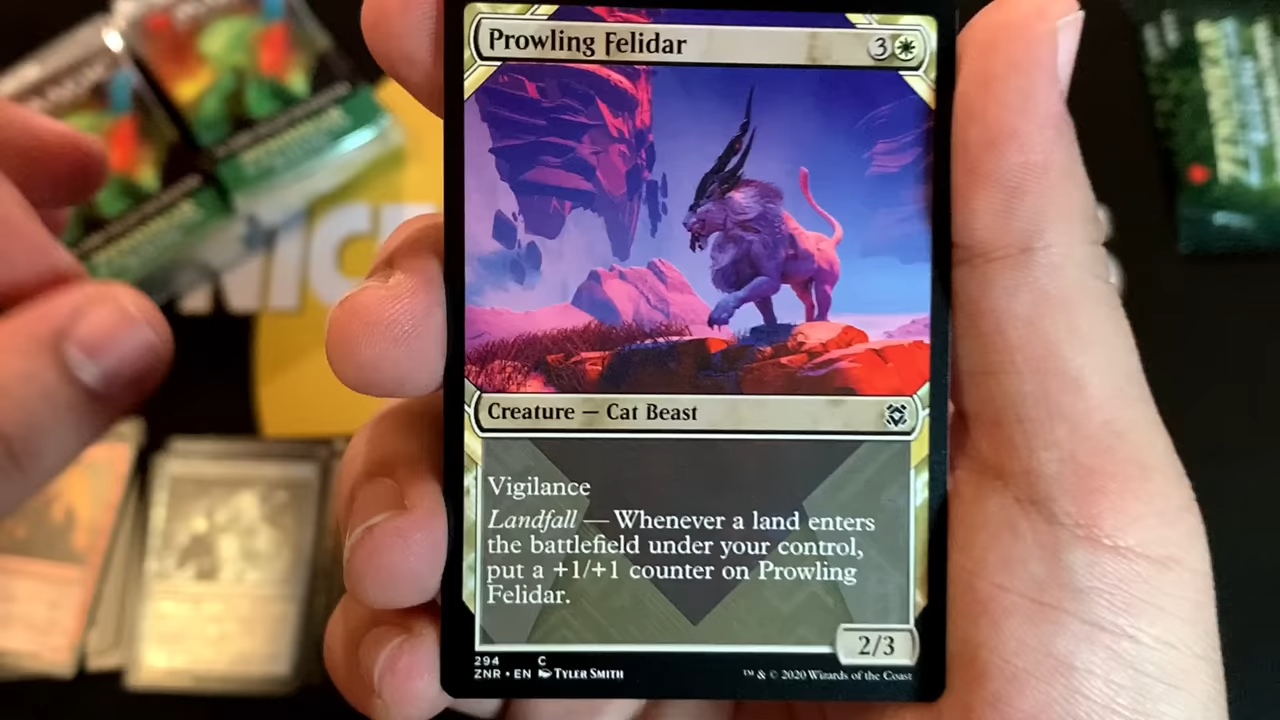 Prowling Felidar 3
Creature — Cat Beast
Vigilance
Landfall — Whenever a land enters
the battlefield under your control,
put a +1/+1 counter on Prowling
Felidar.
2/3
294 C
ZNR • EN Tyler Smith
™ & © 2020 Wizards of the Coast